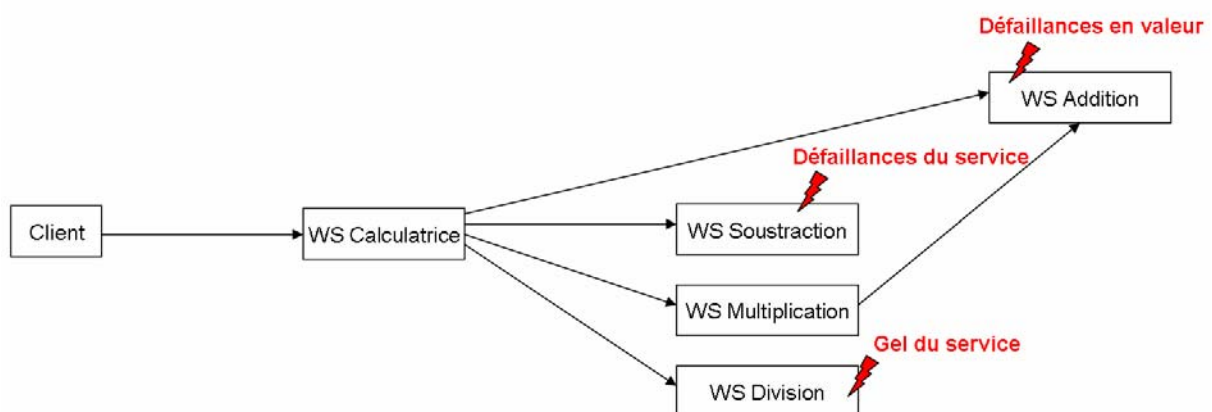 Défaillances en valeur
WS Addition
Défaillances du service
Client
WS Calculatrice
WS Soustraction
WS Multiplication
Gel du service
WS Division